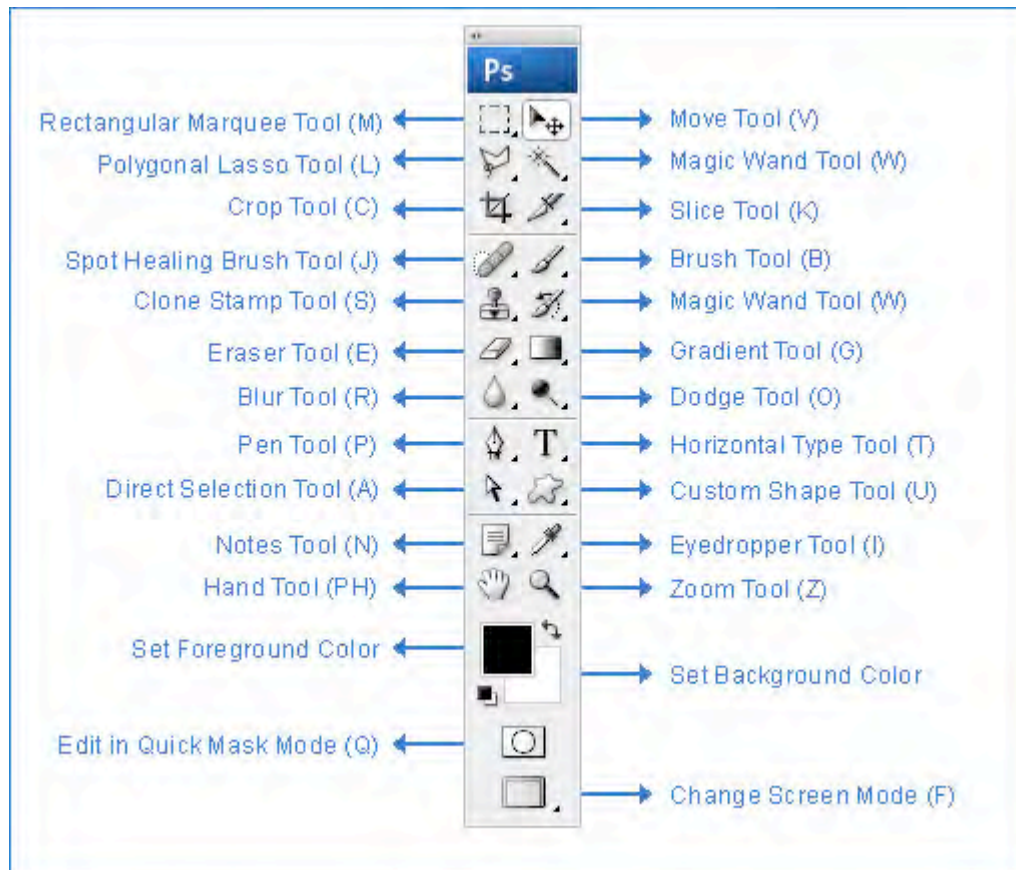 Ps
Rectangular Marquee Tool (M)
Move Tool (V)
Polygonal Lasso Tool (L)
Magic Wand Tool (W)
Crop Tool (C)
Slice Tool (K)
Spot Healing Brush Tool (J)
Brush Tool (B)
Clone Stamp Tool (S)
Magic Wand Tool (W)
Eraser Tool (E)
Gradient Tool (G)
Blur Tool (R)
Dodge Tool (O)
Pen Tool (P)
T
Horizontal Type Tool (T)
Direct Selection Tool (A)
Custom Shape Tool (U)
Notes Tool (N)
Eyedropper Tool (I)
Hand Tool (PH)
Zoom Tool (Z)
Set Foreground Color
Set Background Color
Edit in Quick Mask Mode (Q)
Change Screen Mode (F)